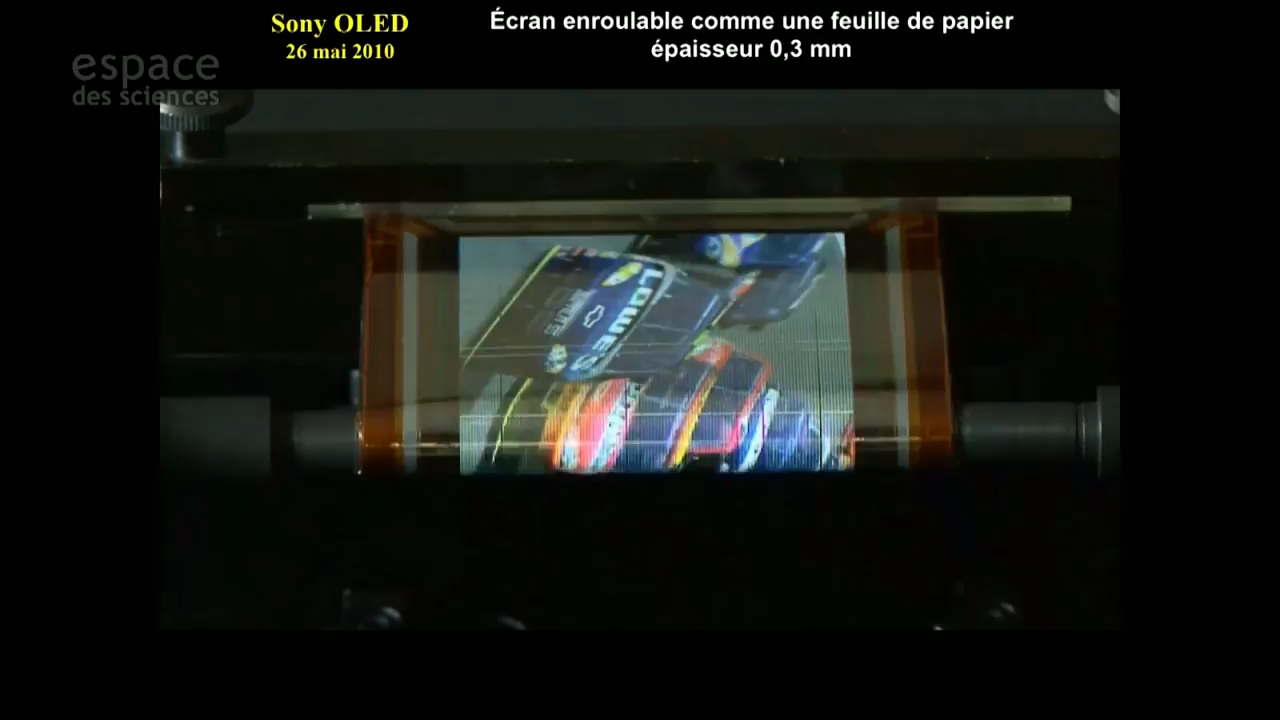 Sony OLED
26 mai 2010
Écran enroulable comme une feuille de papier
épaisseur 0,3 mm
espace
des sciences
LOWE'S